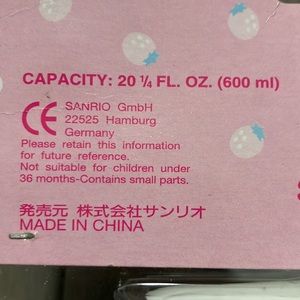 CAPACITY: 20 ¼ FL. OZ. (600 ml)
CE SANRIO GmbH
22525 Hamburg
Germany
Please retain this information
for future reference.
Not suitable for children under
36 months-Contains small parts.
発売元 株式会社サンリオ
MADE IN CHINA